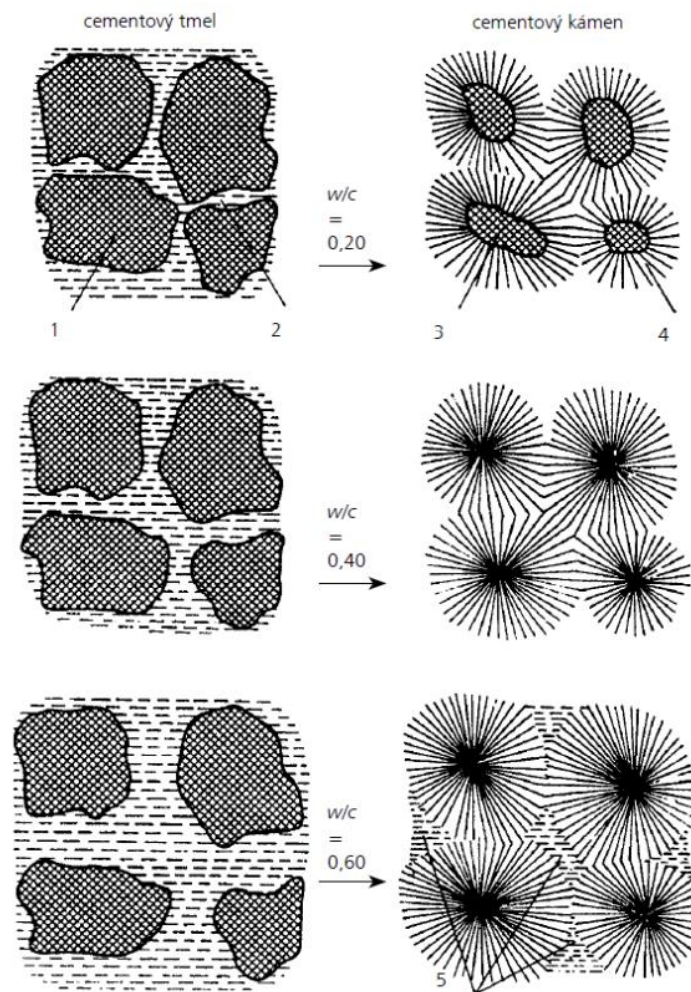 cementový tmel
cementový kámen
w/c
=
0,20
1
2
3
4
w/c
=
0,40
w/c
=
0,60
5